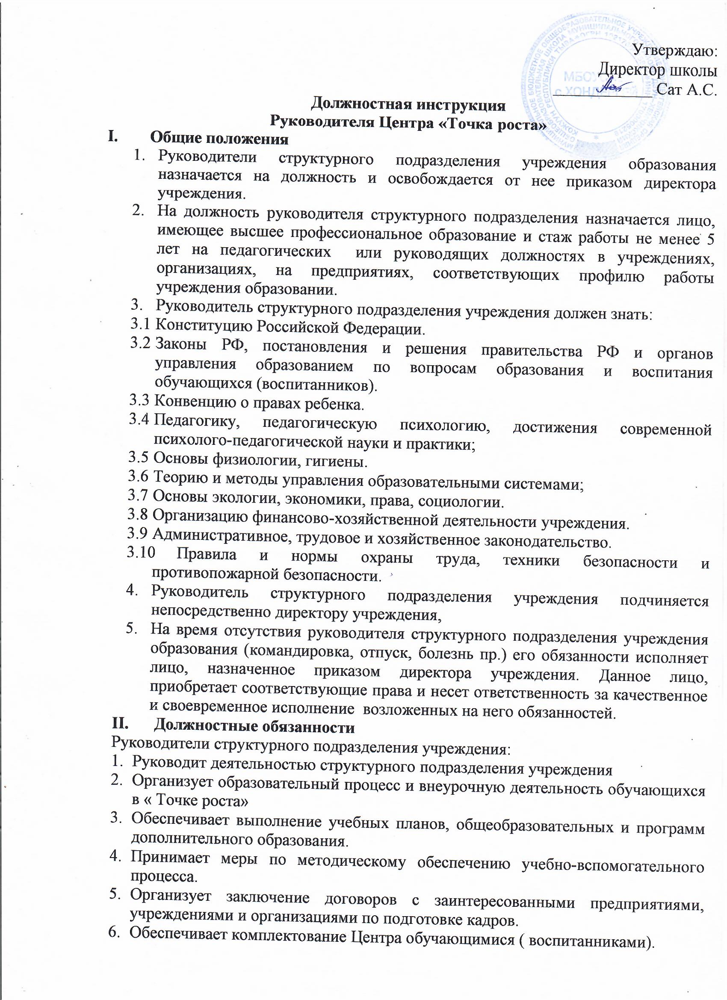 Утверждаю:
Директор школы
____________ Сат А.С.
Должностная инструкция
Руководителя Центра «Точка роста»
I. Общие положения
1. Руководители структурного подразделения учреждения образования
назначается на должность и освобождается от нее приказом директора
учреждения.
2. На должность руководителя структурного подразделения назначается лицо,
имеющее высшее профессиональное образование и стаж работы не менее 5
лет на педагогических или руководящих должностях в учреждениях,
организациях, на предприятиях, соответствующих профилю работы
учреждения образовании.
3. Руководитель структурного подразделения учреждения должен знать:
3.1 Конституцию Российской Федерации.
3.2 Законы РФ, постановления и решения правительства РФ и органов
управления образованием по вопросам образования и воспитания
обучающихся (воспитанников).
3.3 Конвенцию о правах ребенка.
3.4 Педагогику, педагогическую психологию, достижения современной
психолого-педагогической науки и практики;
3.5 Основы физиологии, гигиены.
3.6 Теорию и методы управления образовательными системами;
3.7 Основы экологии, экономики, права, социологии.
3.8 Организацию финансово-хозяйственной деятельности учреждения.
3.9 Административное, трудовое и хозяйственное законодательство.
3.10 Правила и нормы охраны труда, техники безопасности и
противопожарной безопасности.
4. Руководитель структурного подразделения учреждения подчиняется
непосредственно директору учреждения,
5. На время отсутствия руководителя структурного подразделения учреждения
образования (командировка, отпуск, болезнь пр.) его обязанности исполняет
лицо, назначенное приказом директора учреждения. Данное лицо,
приобретает соответствующие права и несет ответственность за качественное
и своевременное исполнение возложенных на него обязанностей.
II. Должностные обязанности
Руководители структурного подразделения учреждения:
1. Руководит деятельностью структурного подразделения учреждения
2. Организует образовательный процесс и внеурочную деятельность обучающихся
в « Точке роста»
3. Обеспечивает выполнение учебных планов, общеобразовательных и программ
дополнительного образования.
4. Принимает меры по методическому обеспечению учебно-вспомогательного
процесса.
5. Организует заключение договоров с заинтересованными предприятиями,
учреждениями и организациями по подготовке кадров.
6. Обеспечивает комплектование Центра обучающимися ( воспитанниками).